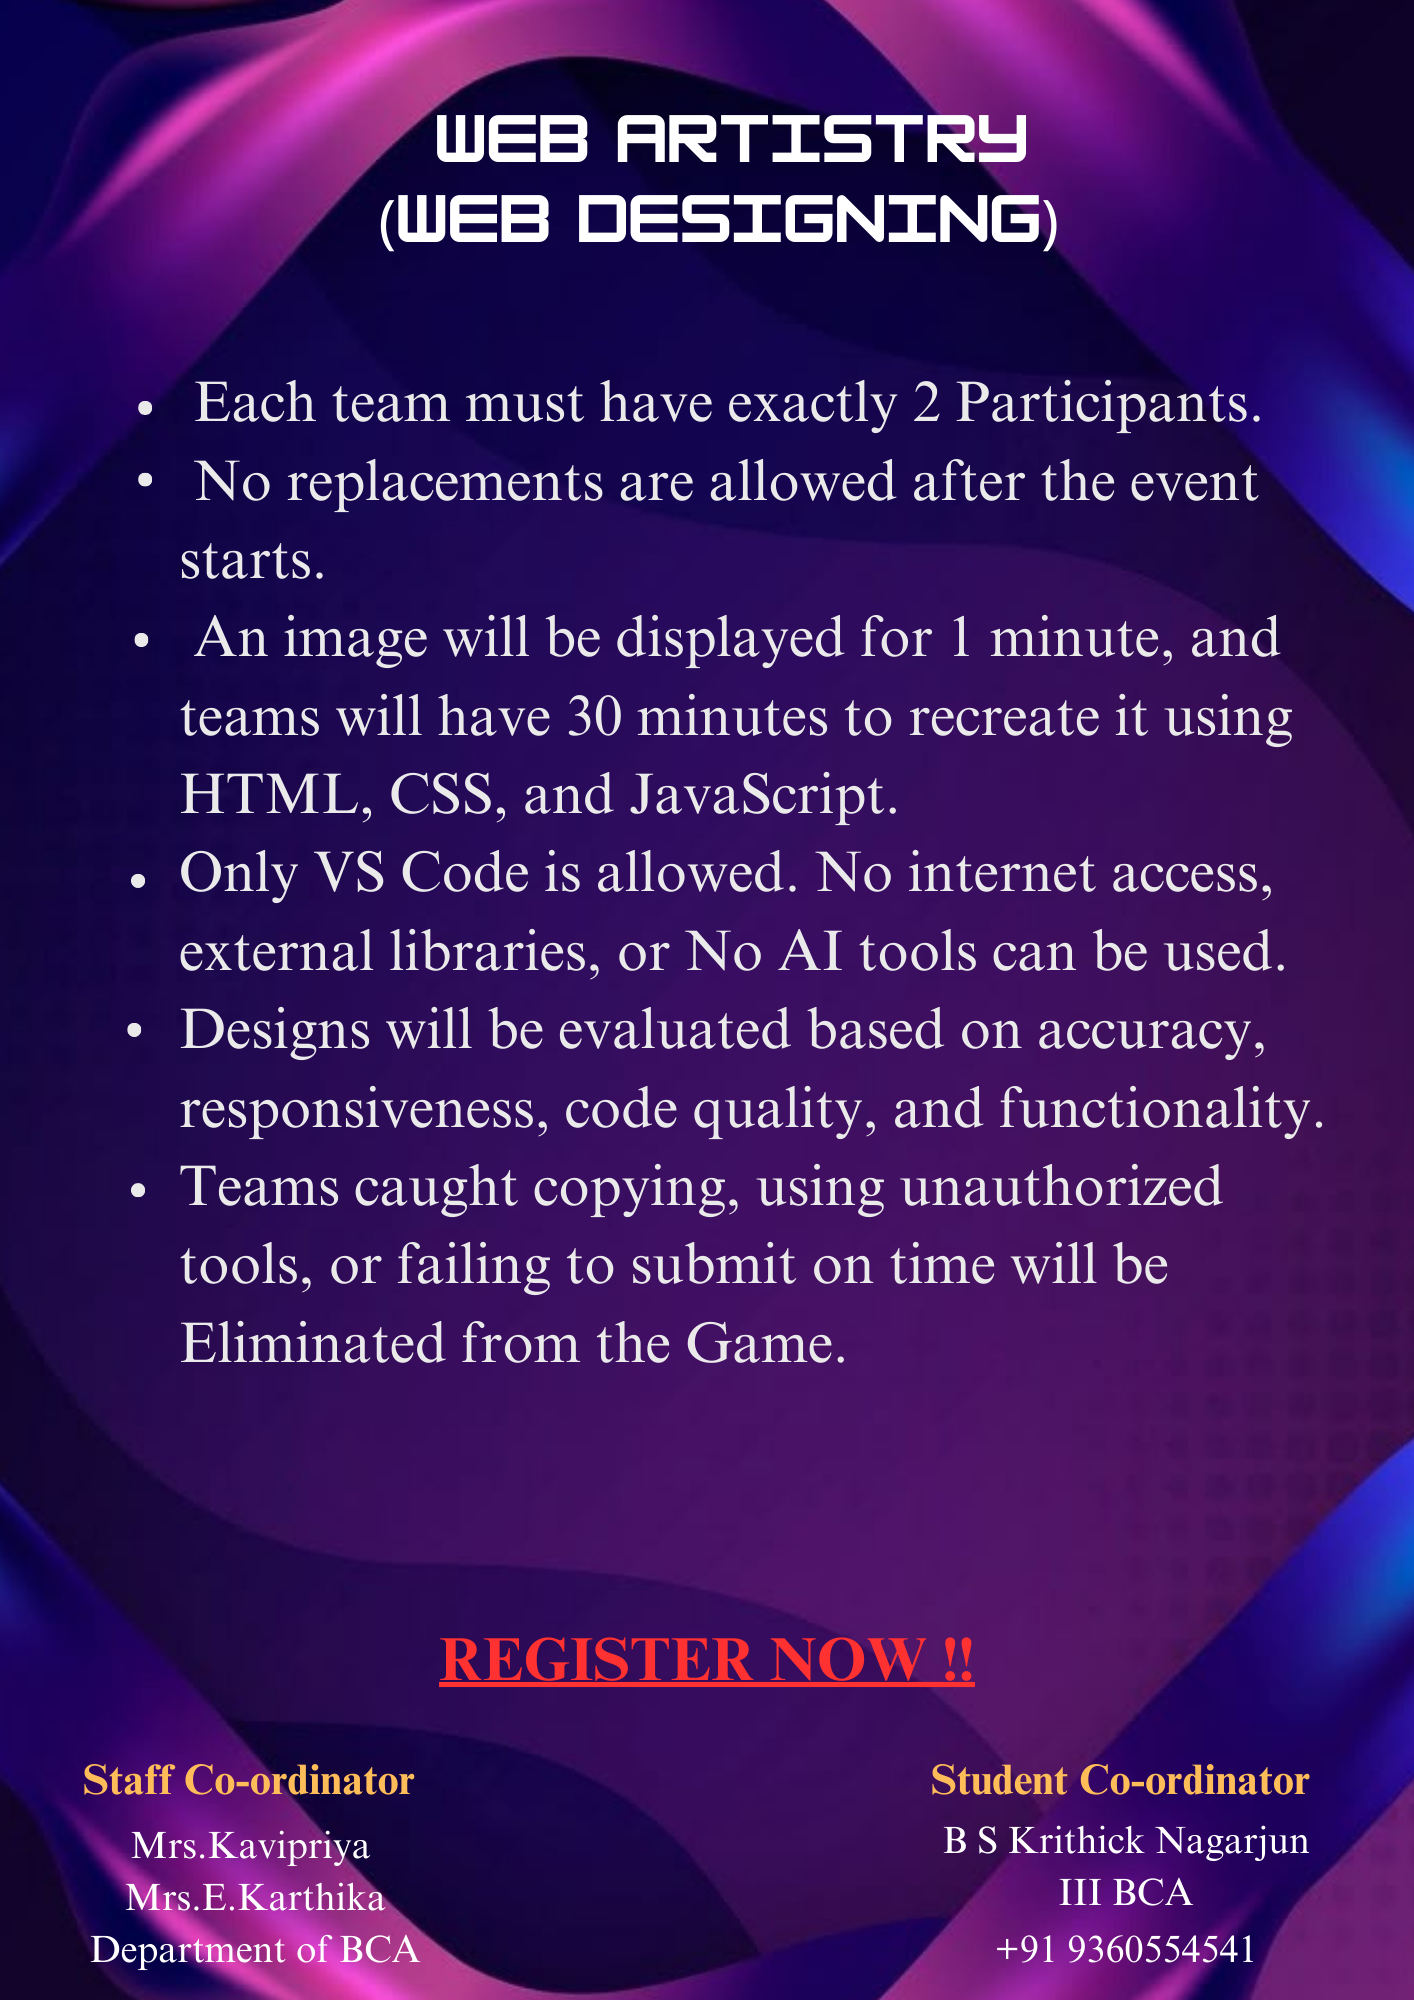 WEB ARTISTRY
(WEB DESIGNING)
• Each team must have exactly 2 Participants.
• No replacements are allowed after the event
starts.
• An image will be displayed for 1 minute, and
teams will have 30 minutes to recreate it using
HTML, CSS, and JavaScript.
• Only VS Code is allowed. No internet access,
external libraries, or No AI tools can be used.
• Designs will be evaluated based on accuracy,
responsiveness, code quality, and functionality.
• Teams caught copying, using unauthorized
tools, or failing to submit on time will be
Eliminated from the Game.
REGISTER NOW !!
Staff Co-ordinator
Mrs.Kavipriya
Mrs.E.Karthika
Department of BCA
Student Co-ordinator
B S Krithick Nagarjun
III BCA
+91 9360554541